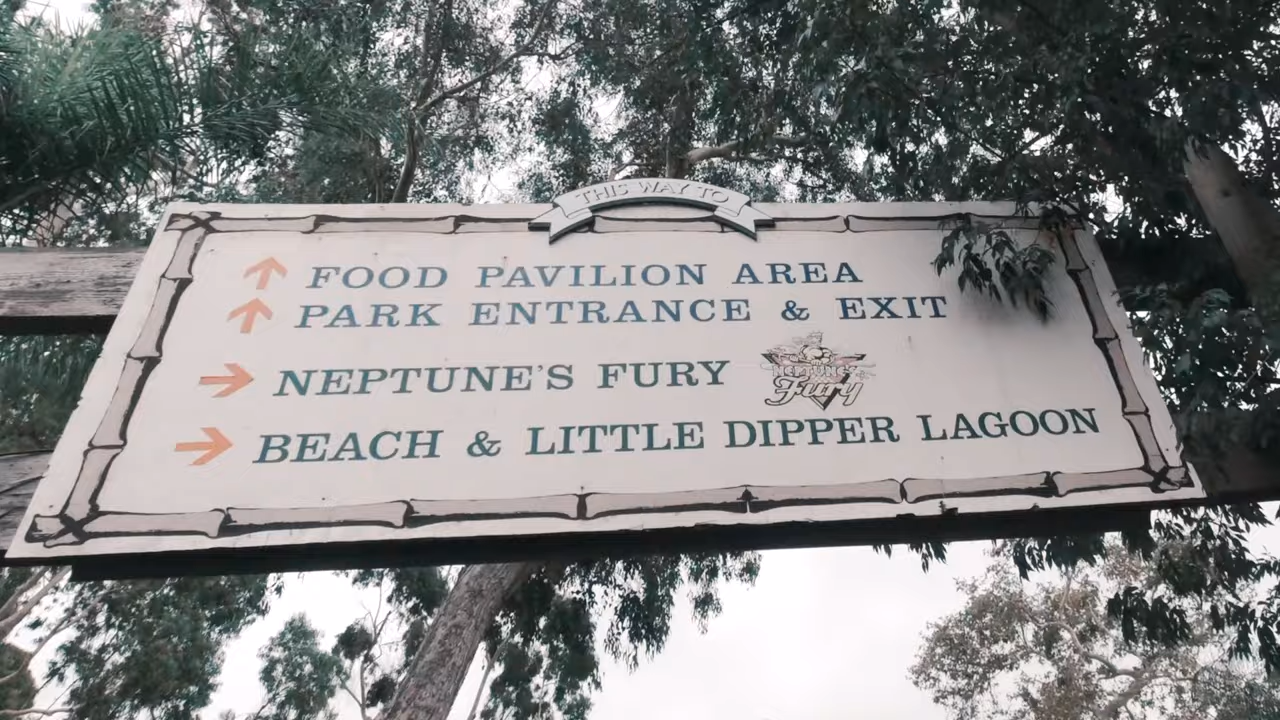 THIS WAY TO
FOOD PAVILION AREA
PARK ENTRANCE & EXIT
NEPTUNE'S FURY
NEPTUNE'S
Fury
BEACH & LITTLE DIPPER LAGOON